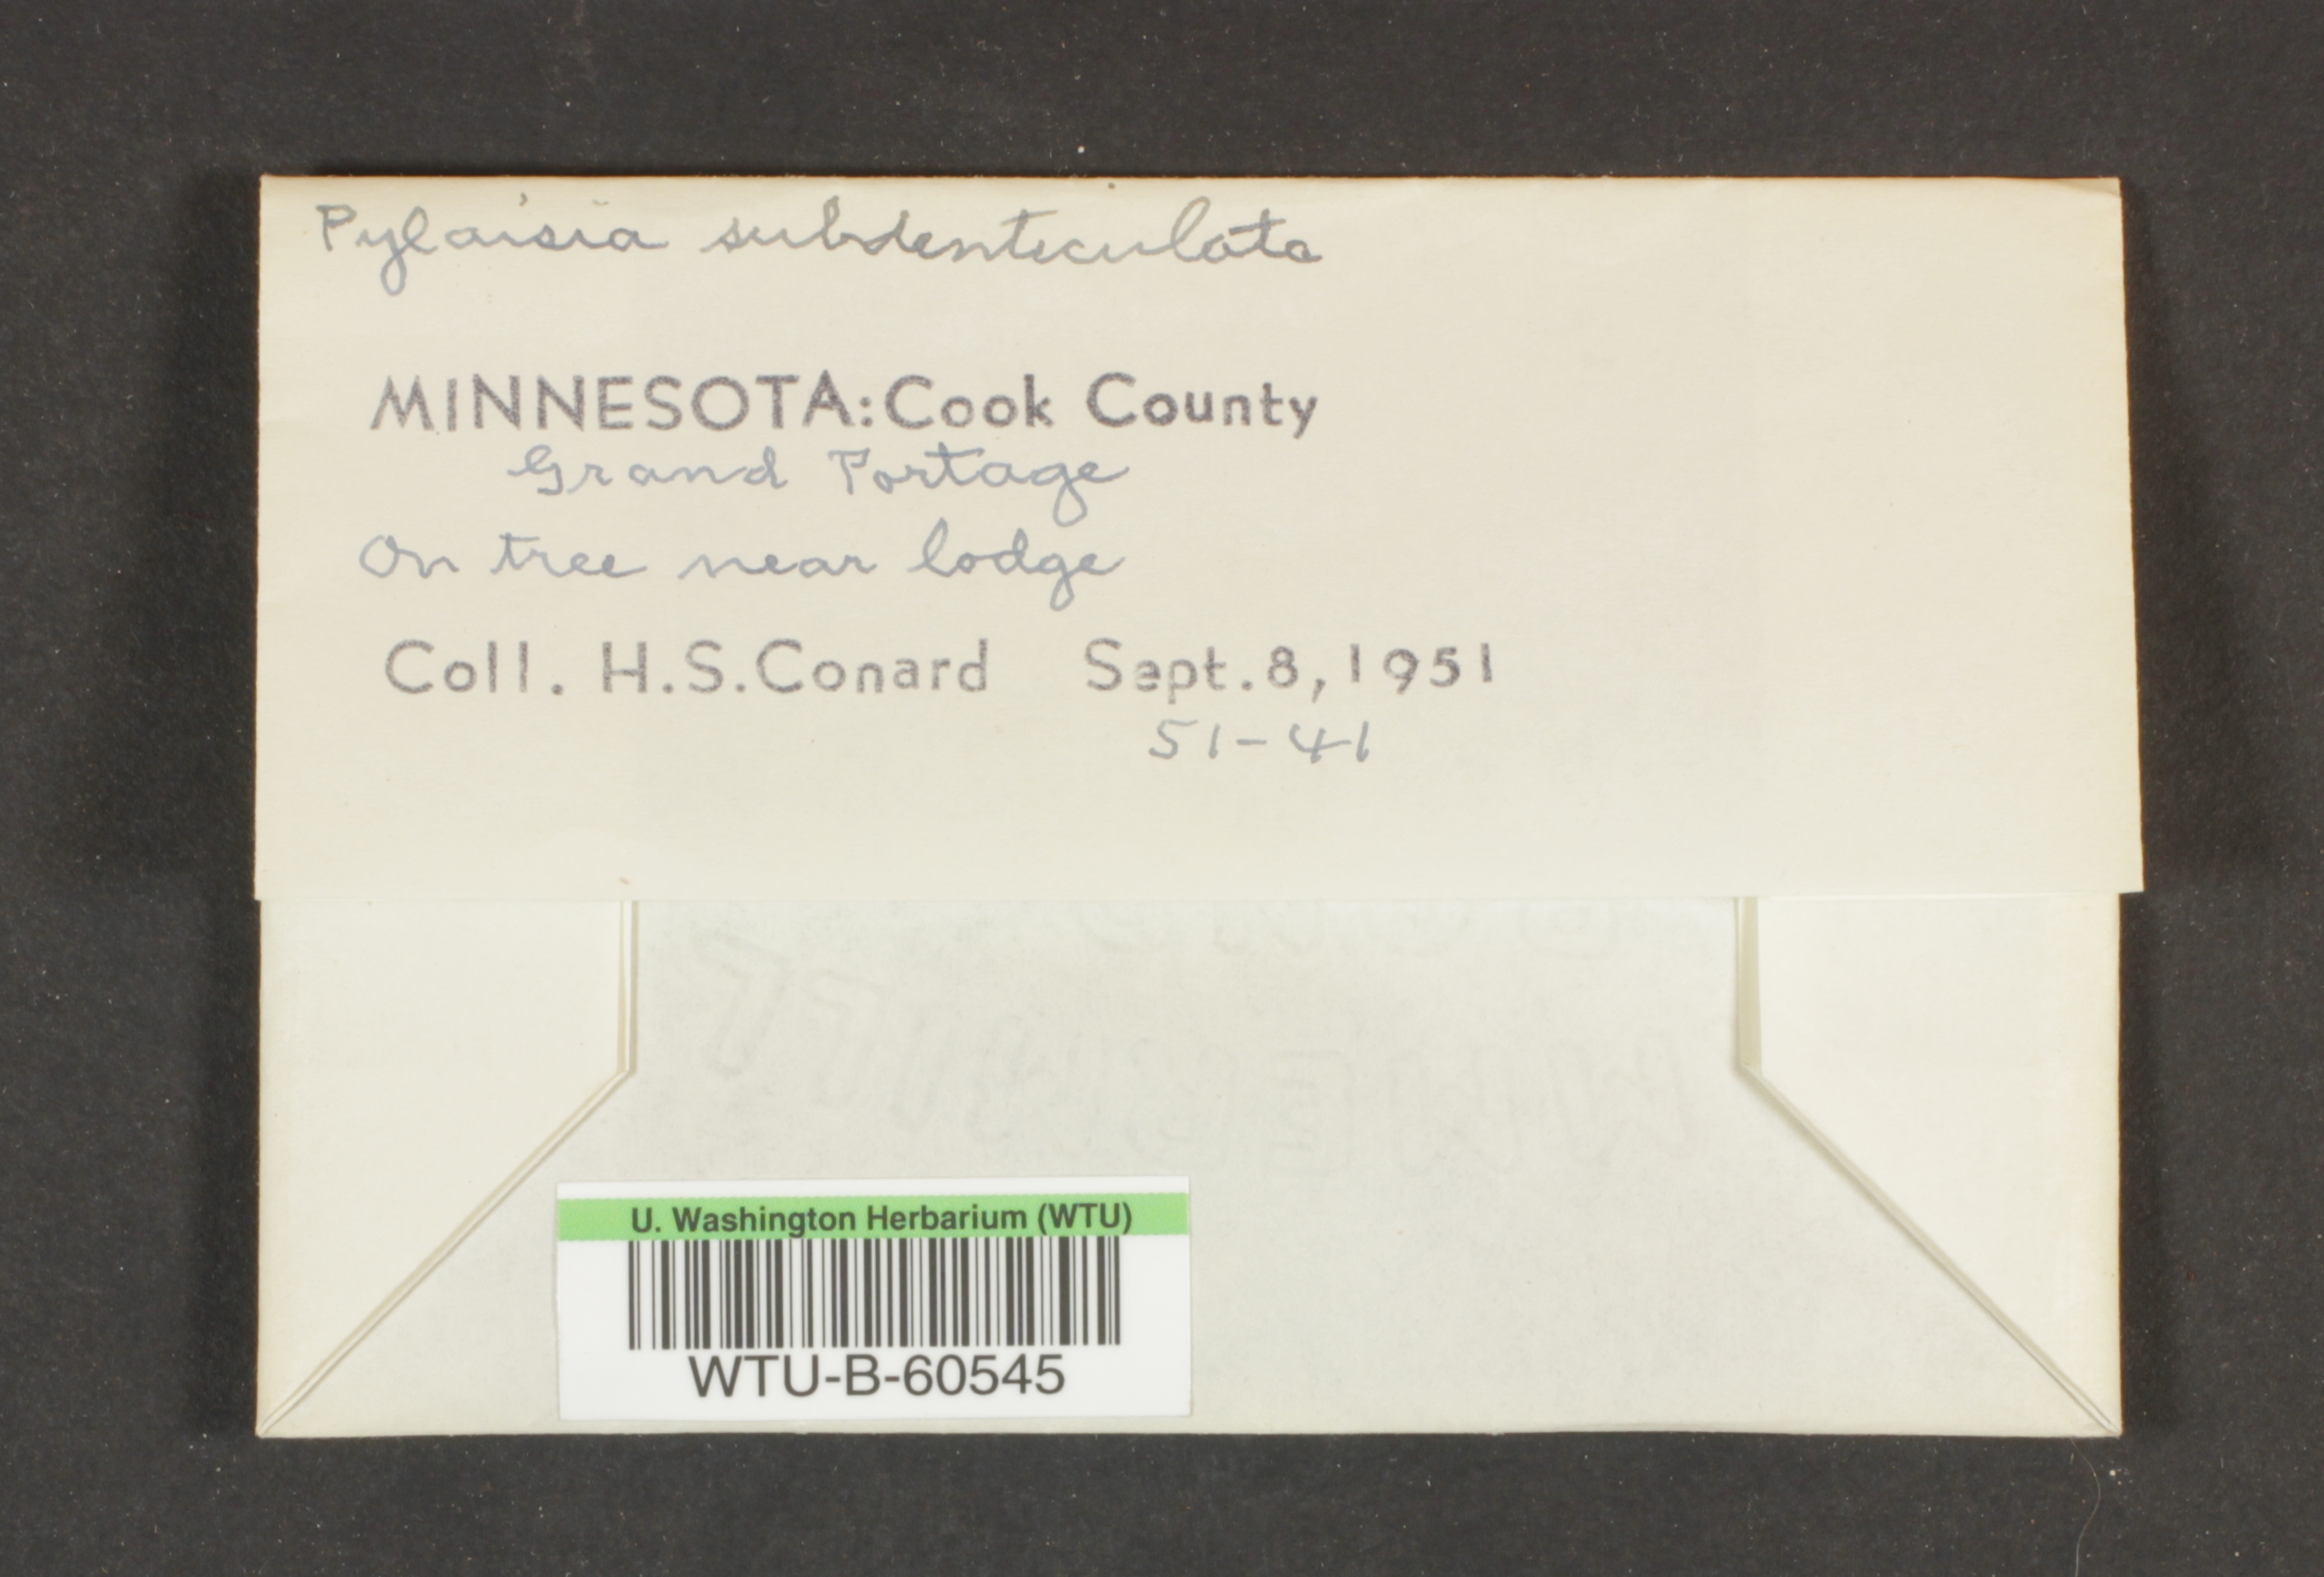 Pylaisia subdenticulata
MINNESOTA: Cook County
Grand Portage
On tree near lodge
Coll. H.S. Conard Sept. 8, 1951
51-41
U. Washington Herbarium (WTU)
WTU-B-60545